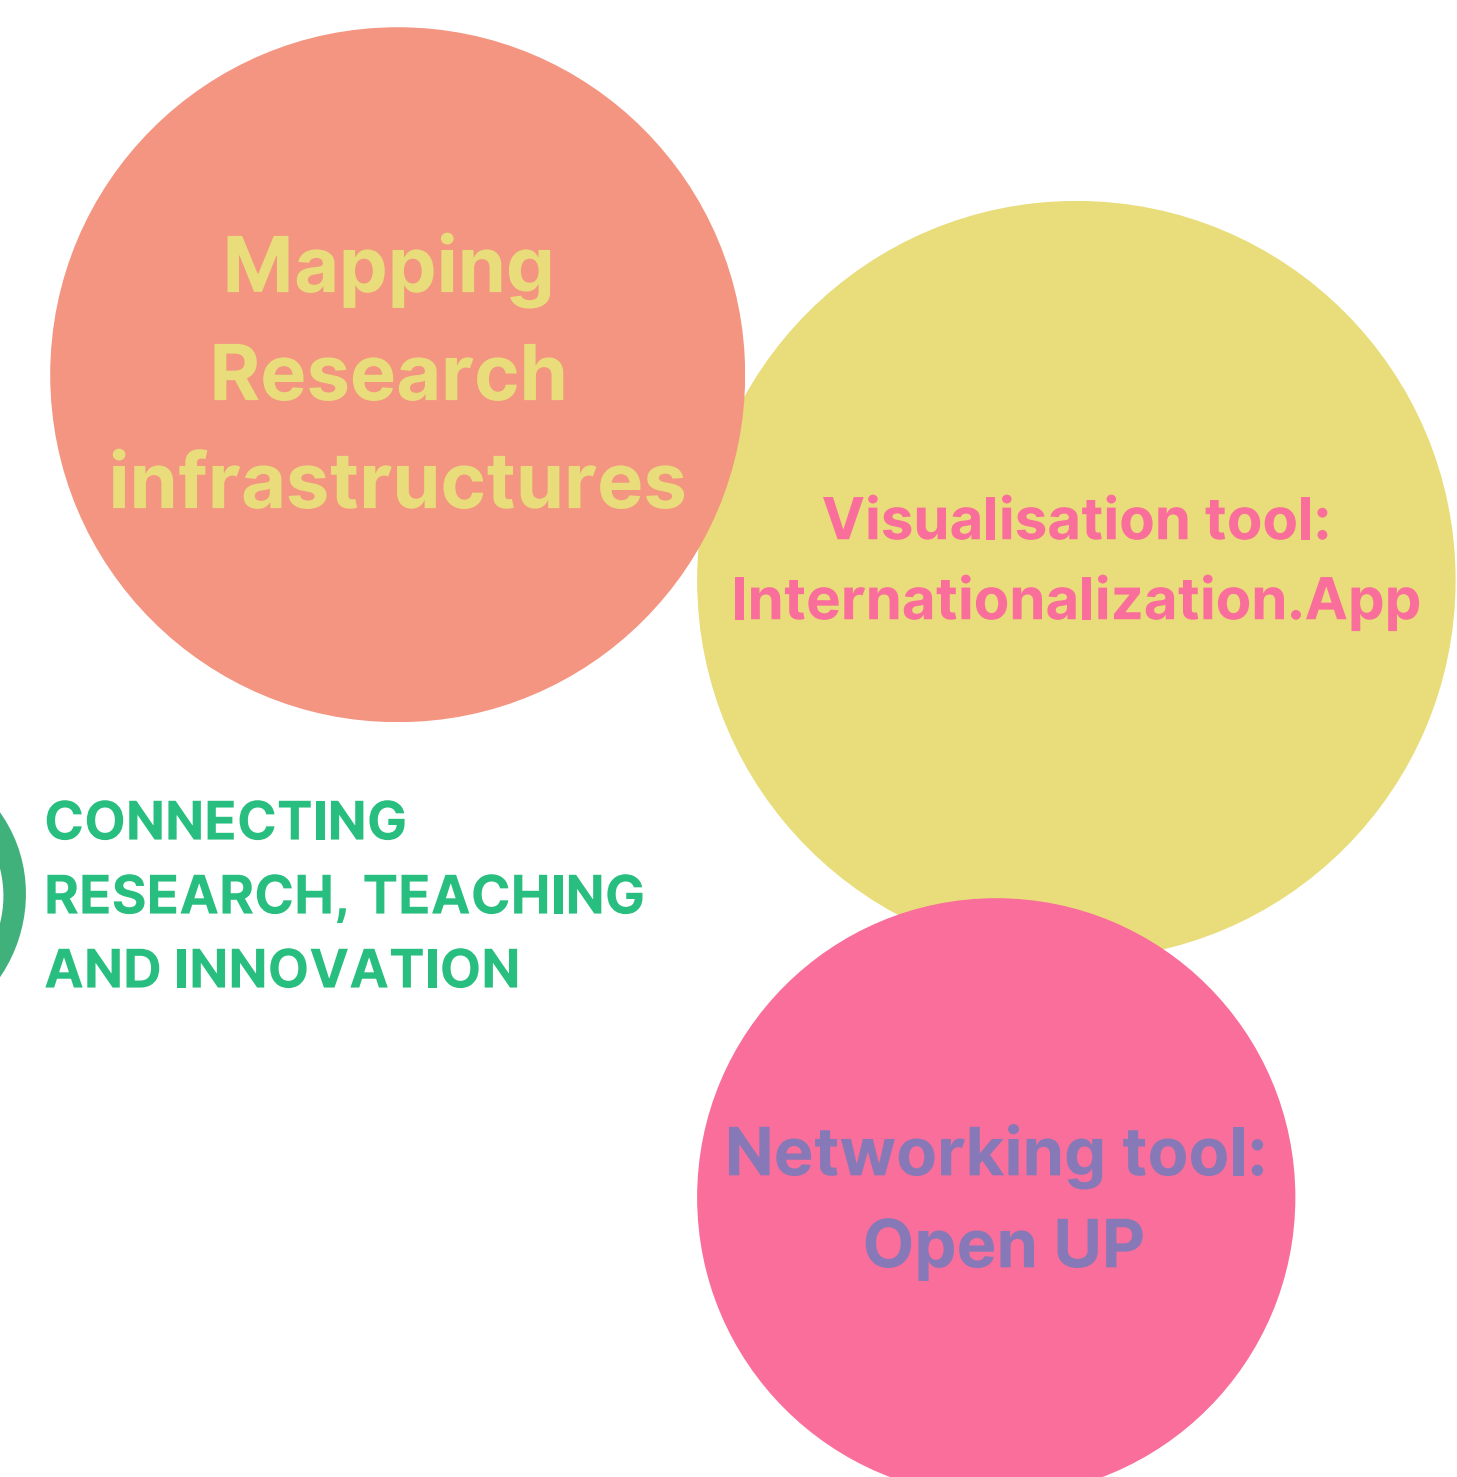 Mapping
Research
infrastructures
Visualisation tool:
Internationalization.App
CONNECTING
RESEARCH, TEACHING
AND INNOVATION
Networking tool:
Open UP